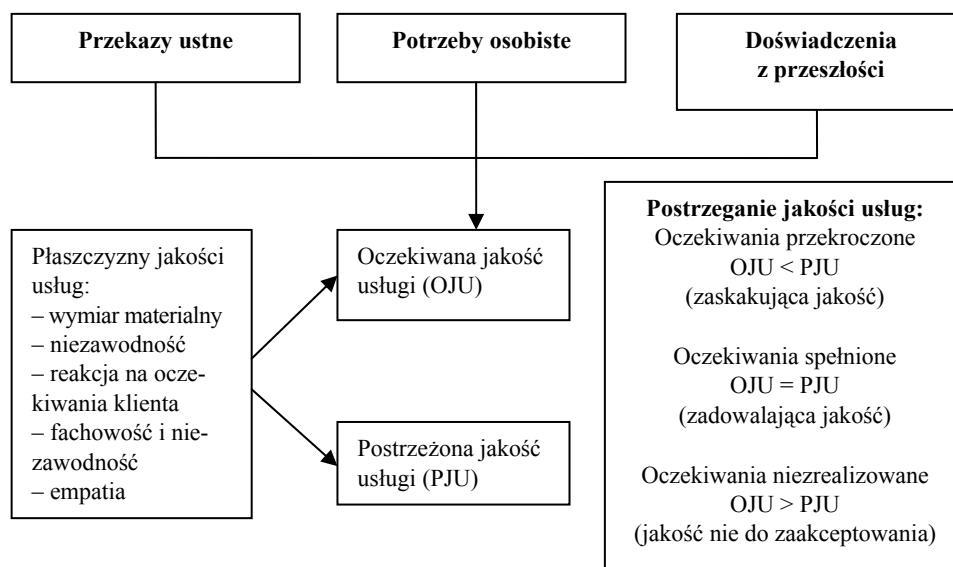 Przekazy ustne
Potrzeby osobiste
Doświadczenia
z przeszłości
Płaszczyzny jakości
usług:
– wymiar materialny
– niezawodność
– reakcja na ocze-
kiwania klienta
– fachowość i nie-
zawodność
– empatia
Oczekiwana jakość
usługi (OJU)
Postrzeżona jakość
usługi (PJU)
Postrzeganie jakości usług:
Oczekiwania przekroczone
OJU < PJU
(zaskakująca jakość)
Oczekiwania spełnione
OJU = PJU
(zadowalająca jakość)
Oczekiwania niezrealizowane
OJU > PJU
(jakość nie do zaakceptowania)